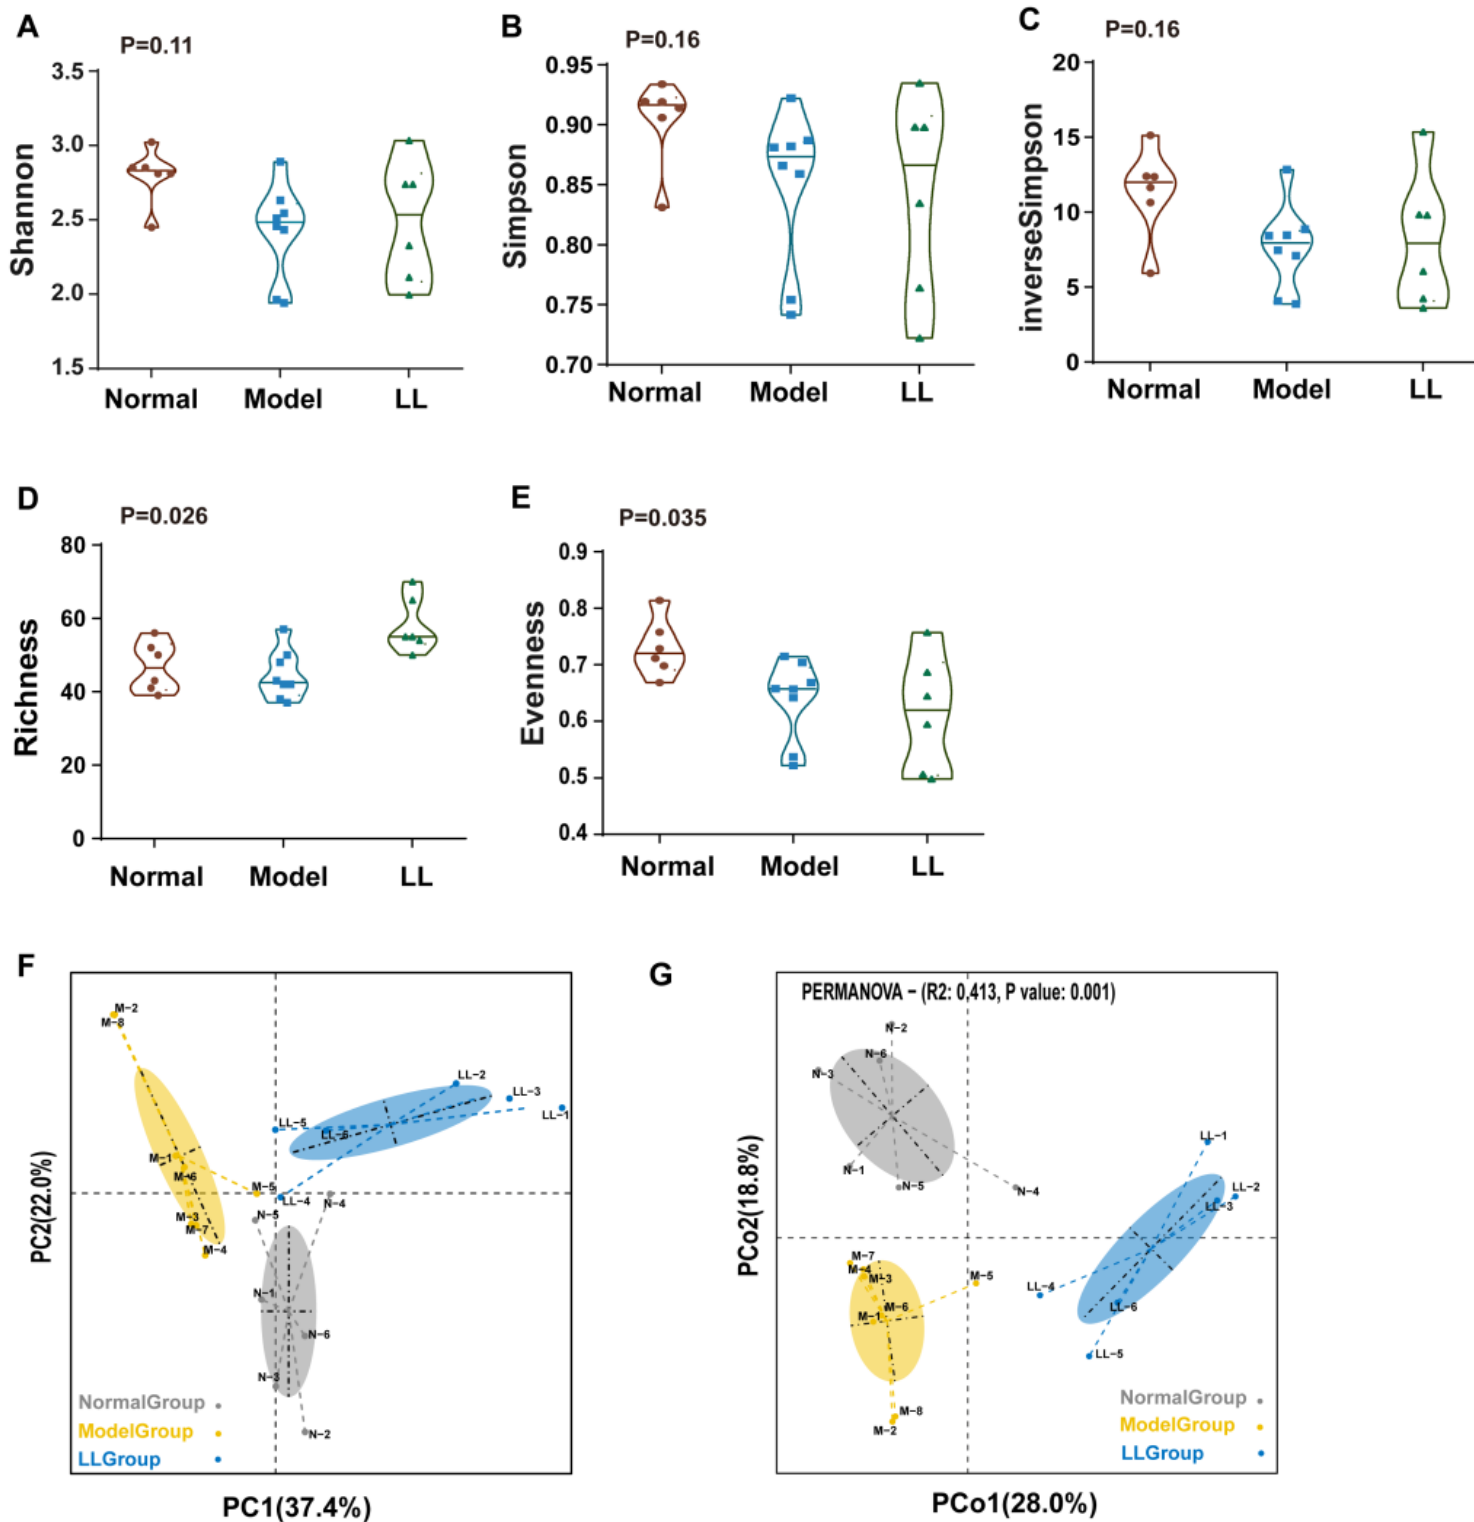 A
P=0.11
Shannon
3.5
3.0
2.5
2.0
1.5
Normal
Model
LL
B
P=0.16
Simpson
0.95
0.90
0.85
0.80
0.75
0.70
Normal
Model
LL
C
P=0.16
inverseSimpson
20
15
10
5
0
Normal
Model
LL
D
P=0.026
Richness
80
60
40
20
0
Normal
Model
LL
E
P=0.035
Evenness
0.9
0.8
0.7
0.6
0.5
0.4
Normal
Model
LL
F
PC2(22.0%)
M-2
M-8
LL-2
LL-3
LL-1
LL-5
LL-6
M-1
M-6
M-5
LL-4
N-4
M-3
N-5
M-7
M-4
N-1
N-6
N-3
N-2
NormalGroup
ModelGroup
LLGroup
PC1(37.4%)
G
PERMANOVA - (R2: 0.413, P value: 0.001)
PCo2(18.8%)
N-2
N-6
N-3
LL-1
N-1
N-5
N-4
LL-2
LL-3
M-7
M-4
M-3
M-5
LL-4
M-6
M-1
LL-6
LL-5
M-8
M-2
NormalGroup
ModelGroup
LLGroup
PCo1(28.0%)